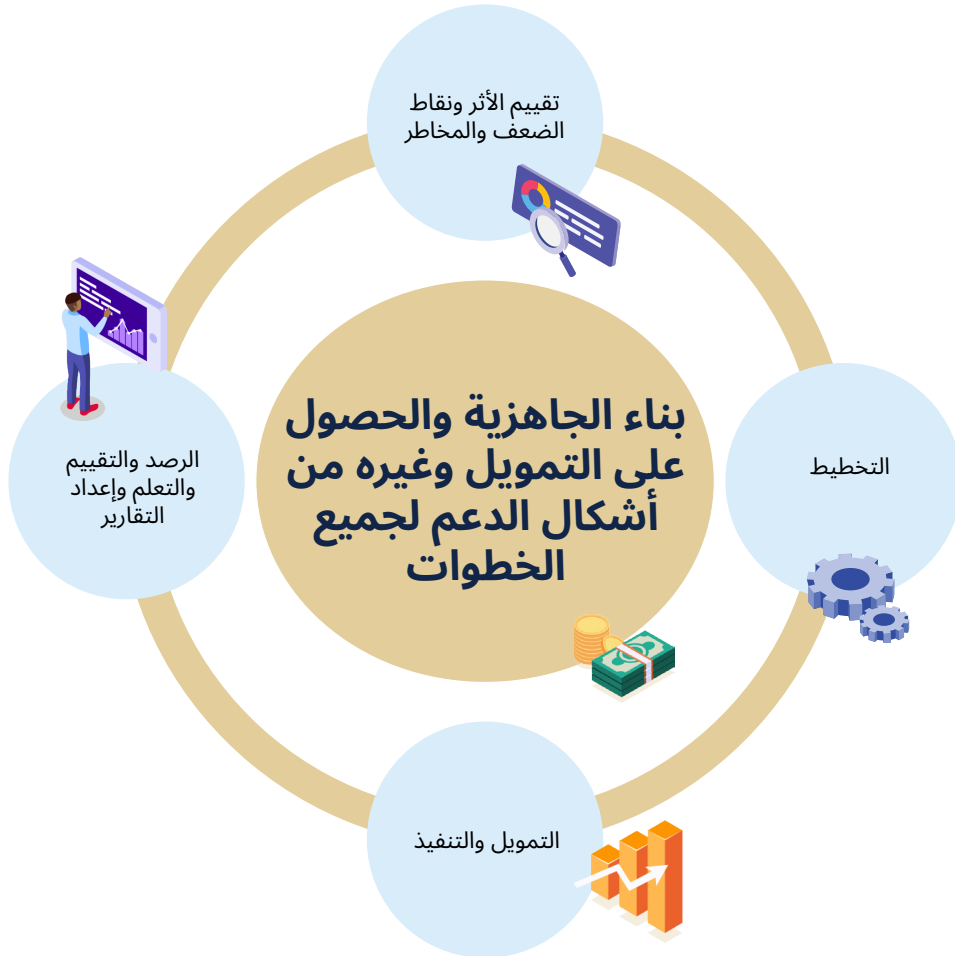 تقييم الأثر ونقاط
الضعف والمخاطر
التخطيط
بناء الجاهزية والحصول
على التمويل وغيره من
أشكال الدعم لجميع
الخطوات
الرصد والتقييم
والتعلم وإعداد
التقارير
التمويل والتنفيذ